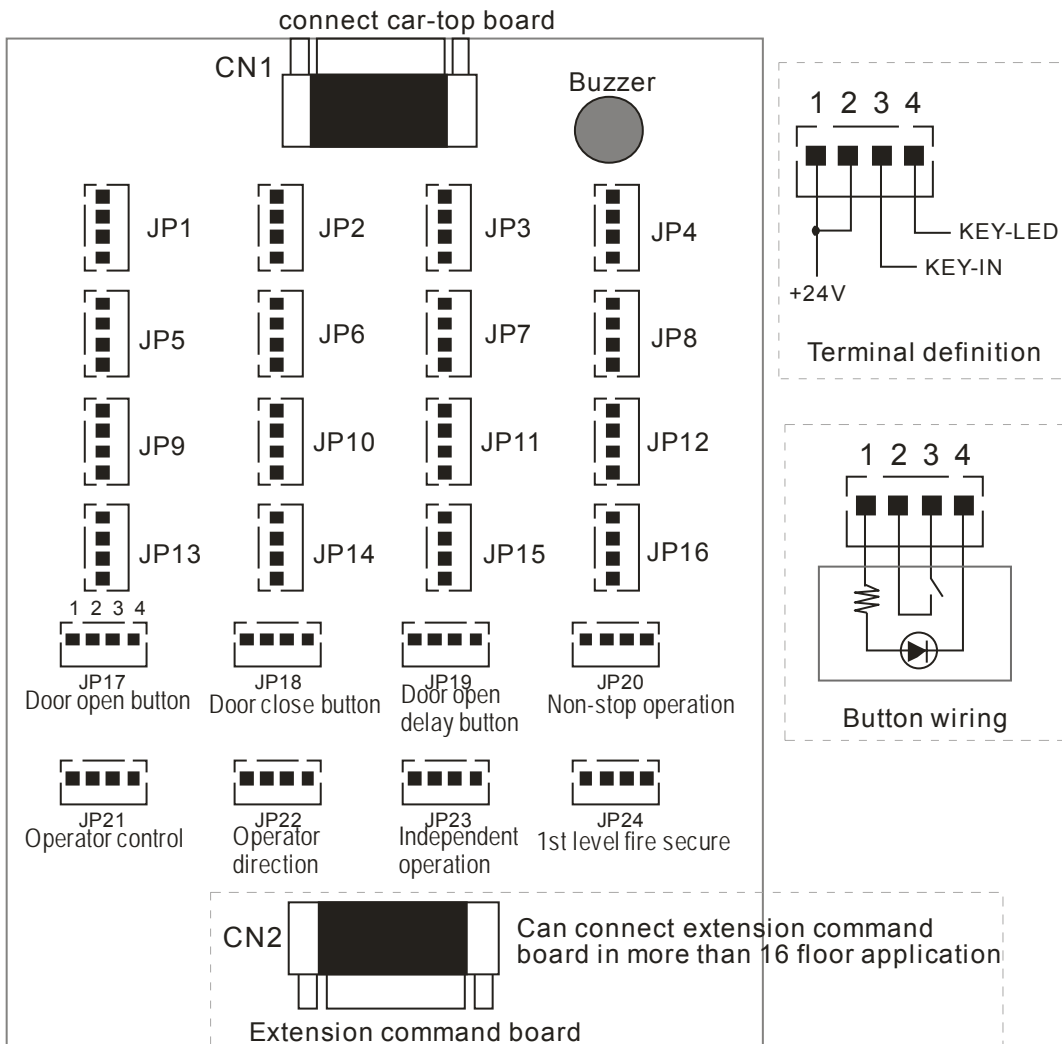 connect car-top board
CN1
Buzzer
JP1
JP2
JP3
JP4
JP5
JP6
JP7
JP8
JP9
JP10
JP11
JP12
JP13
JP14
JP15
JP16
1 2 3 4
JP17
Door open button
JP18
Door close button
JP19
Door open
delay button
JP20
Non-stop operation
JP21
Operator control
JP22
Operator
direction
JP23
Independent
operation
JP24
1st level fire secure
CN2
Can connect extension command
board in more than 16 floor application
Extension command board
1 2 3 4
KEY-LED
KEY-IN
+24V
Terminal definition
1 2 3 4
Button wiring